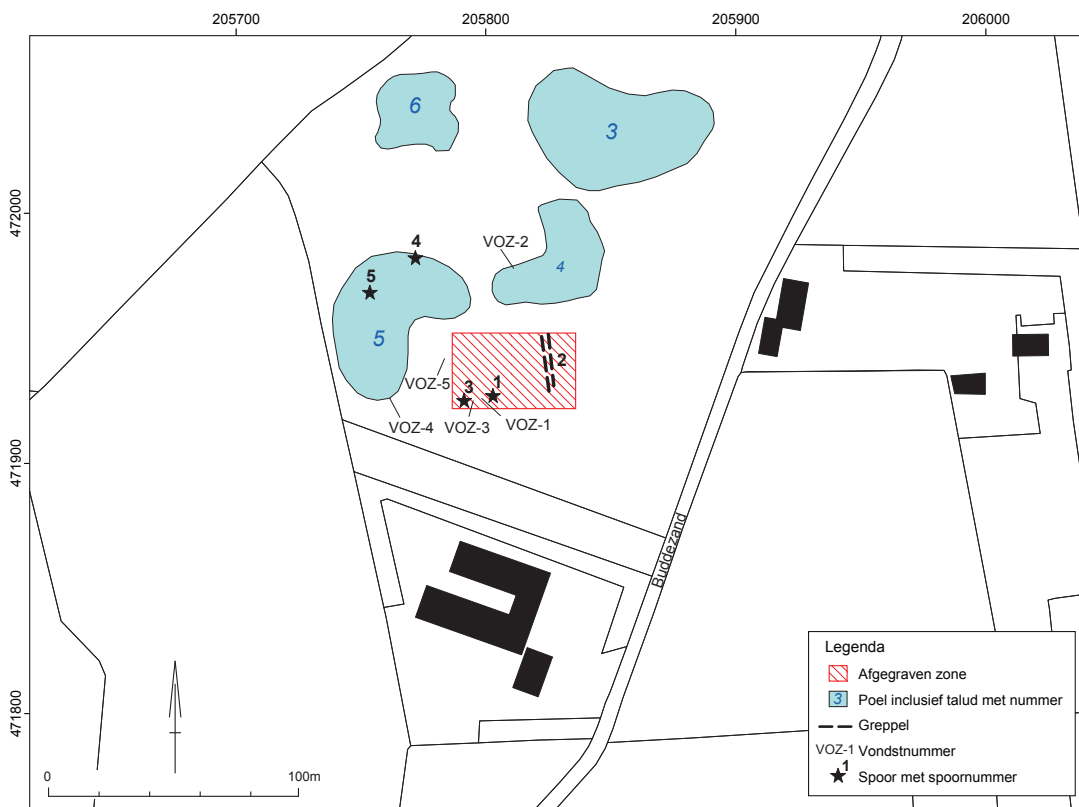 205700 205800 205900 206000
6
3
472000
4
VOZ-2
4
5
5
2
VOZ-5
3 1
VOZ-4 VOZ-3 VOZ-1
471900
Buddezand
471800
0 100m
Legenda
Afgegraven zone
3 Poel inclusief talud met nummer
Greppel
VOZ-1 Vondstnummer
1 Spoor met spoornummer